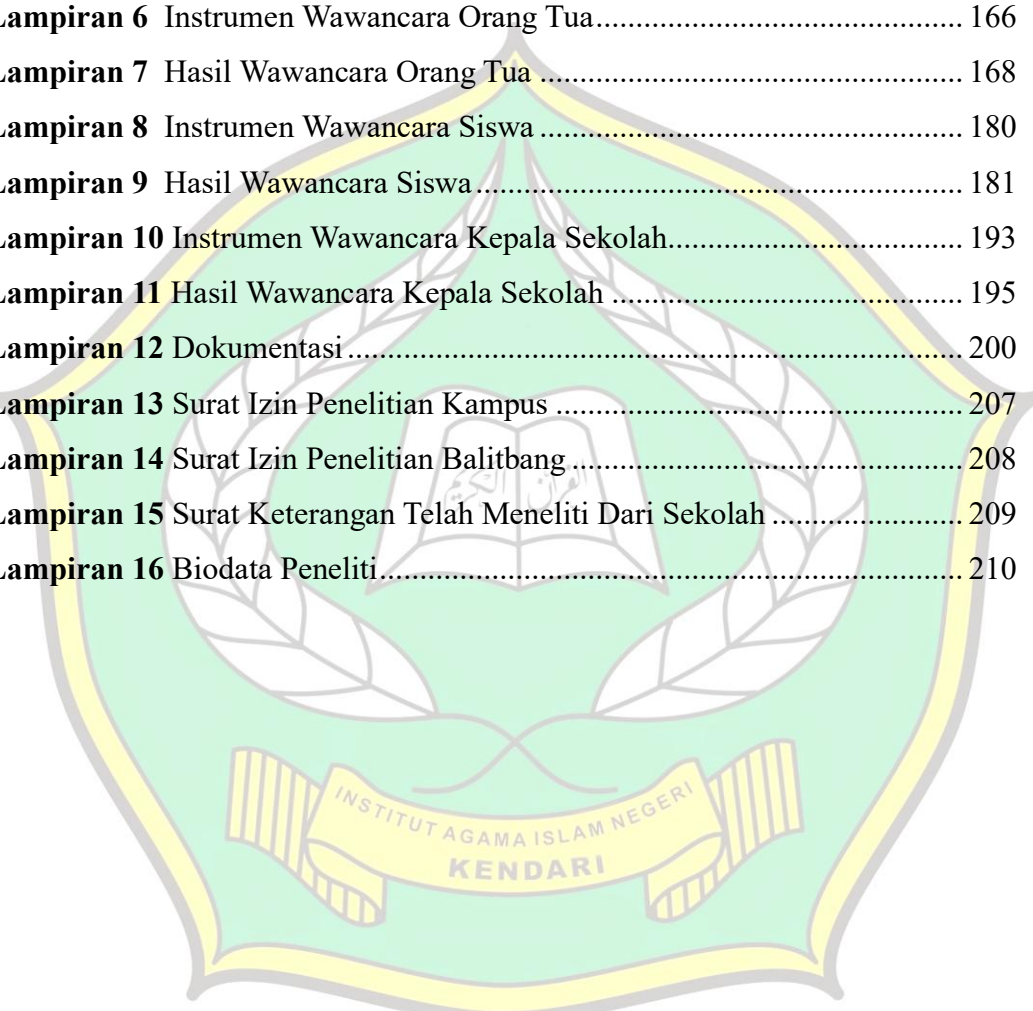 Lampiran 6 Instrumen Wawancara Orang Tua........................................................ 166
Lampiran 7 Hasil Wawancara Orang Tua ............................................................... 168
Lampiran 8 Instrumen Wawancara Siswa ............................................................... 180
Lampiran 9 Hasil Wawancara Siswa ........................................................................ 181
Lampiran 10 Instrumen Wawancara Kepala Sekolah............................................ 193
Lampiran 11 Hasil Wawancara Kepala Sekolah .................................................... 195
Lampiran 12 Dokumentasi ......................................................................................... 200
Lampiran 13 Surat Izin Penelitian Kampus ............................................................ 207
Lampiran 14 Surat Izin Penelitian Balitbang .......................................................... 208
Lampiran 15 Surat Keterangan Telah Meneliti Dari Sekolah ............................ 209
Lampiran 16 Biodata Peneliti..................................................................................... 210
القرآن الكريم
INSTITUT AGAMA ISLAM NEGERI
KENDARI